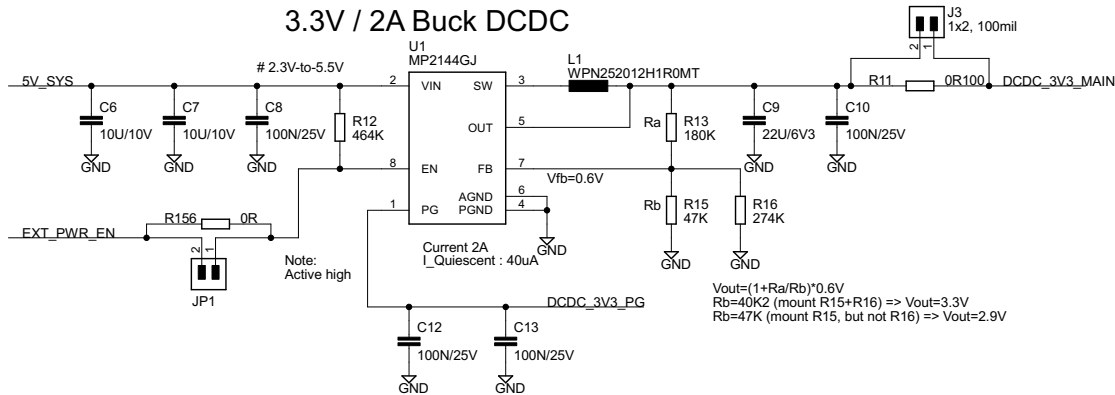 3.3V / 2A Buck DCDC
J3
1x2, 100mil
2
1
U1
MP2144GJ
L1
WPN252012H1R0MT
# 2.3V-to-5.5V
5V_SYS
2
VIN
SW
3
R11
0R100
DCDC_3V3_MAIN
C6
10U/10V
C7
10U/10V
C8
100N/25V
R12
464K
OUT
5
Ra
R13
180K
C9
22U/6V3
C10
100N/25V
GND
GND
GND
GND
GND
8
EN
FB
7
Vfb=0.6V
1
PG
AGND
6
PGND
4
Rb
R15
47K
R16
274K
R156
0R
EXT_PWR_EN
2
1
JP1
Note:
Active high
Current 2A
I_Quiescent : 40uA
GND
GND
GND
Vout=(1+Ra/Rb)*0.6V
Rb=40K2 (mount R15+R16) => Vout=3.3V
Rb=47K (mount R15, but not R16) => Vout=2.9V
DCDC_3V3_PG
C12
100N/25V
C13
100N/25V
GND
GND